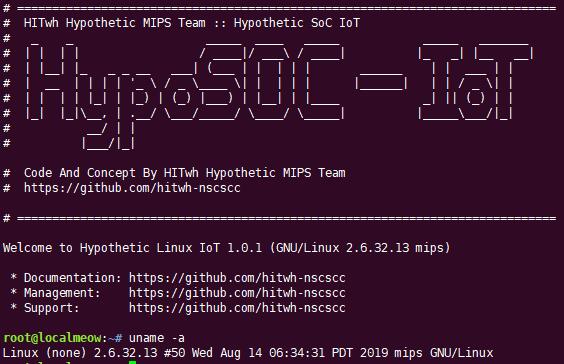 # ==============================================================================
#  HITwh Hypothetic MIPS Team :: Hypothetic SoC IoT
HypoSOC - IoT
#  Code And Concept By HITwh Hypothetic MIPS Team
#  https://github.com/hitwh-nscscc
# ==============================================================================
Welcome to Hypothetic Linux IoT 1.0.1 (GNU/Linux 2.6.32.13 mips)
 * Documentation: https://github.com/hitwh-nscscc
 * Management:    https://github.com/hitwh-nscscc
 * Support:       https://github.com/hitwh-nscscc
root@localmeow:~# uname -a
Linux (none) 2.6.32.13 #50 Wed Aug 14 06:34:31 PDT 2019 mips GNU/Linux